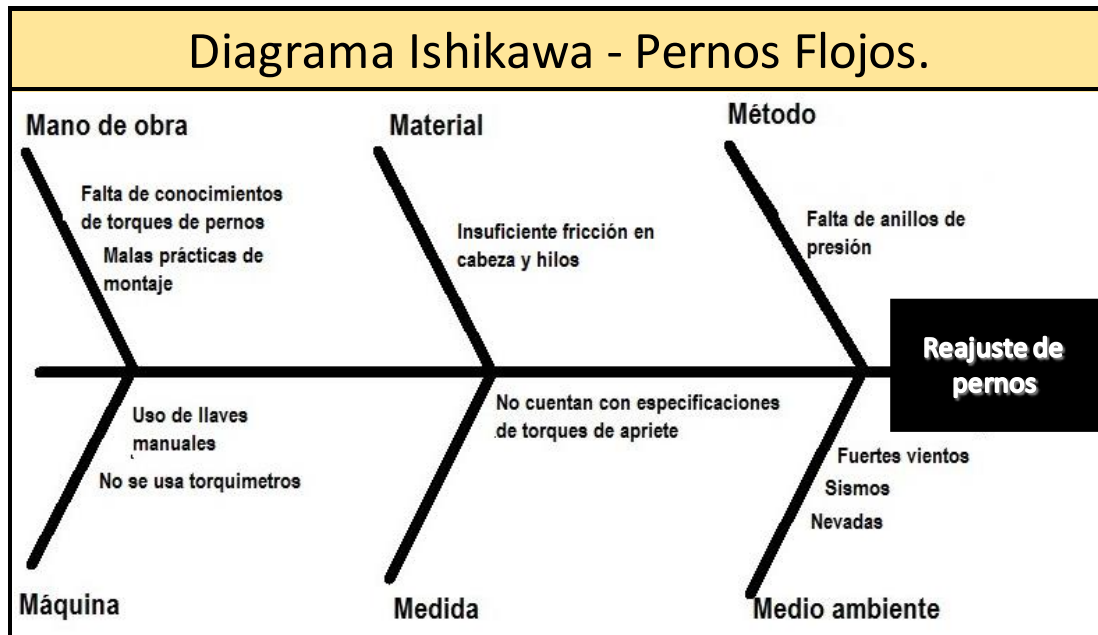 Diagrama Ishikawa - Pernos Flojos.
Mano de obra
Material
Método
Falta de conocimientos
de torques de pernos
Malas prácticas de
montaje
Insuficiente fricción en
cabeza y hilos
Falta de anillos de
presión
Reajuste de
pernos
Uso de llaves
manuales
No se usa torquimetros
No cuentan con especificaciones
de torques de apriete
Fuertes vientos
Sismos
Nevadas
Máquina
Medida
Medio ambiente